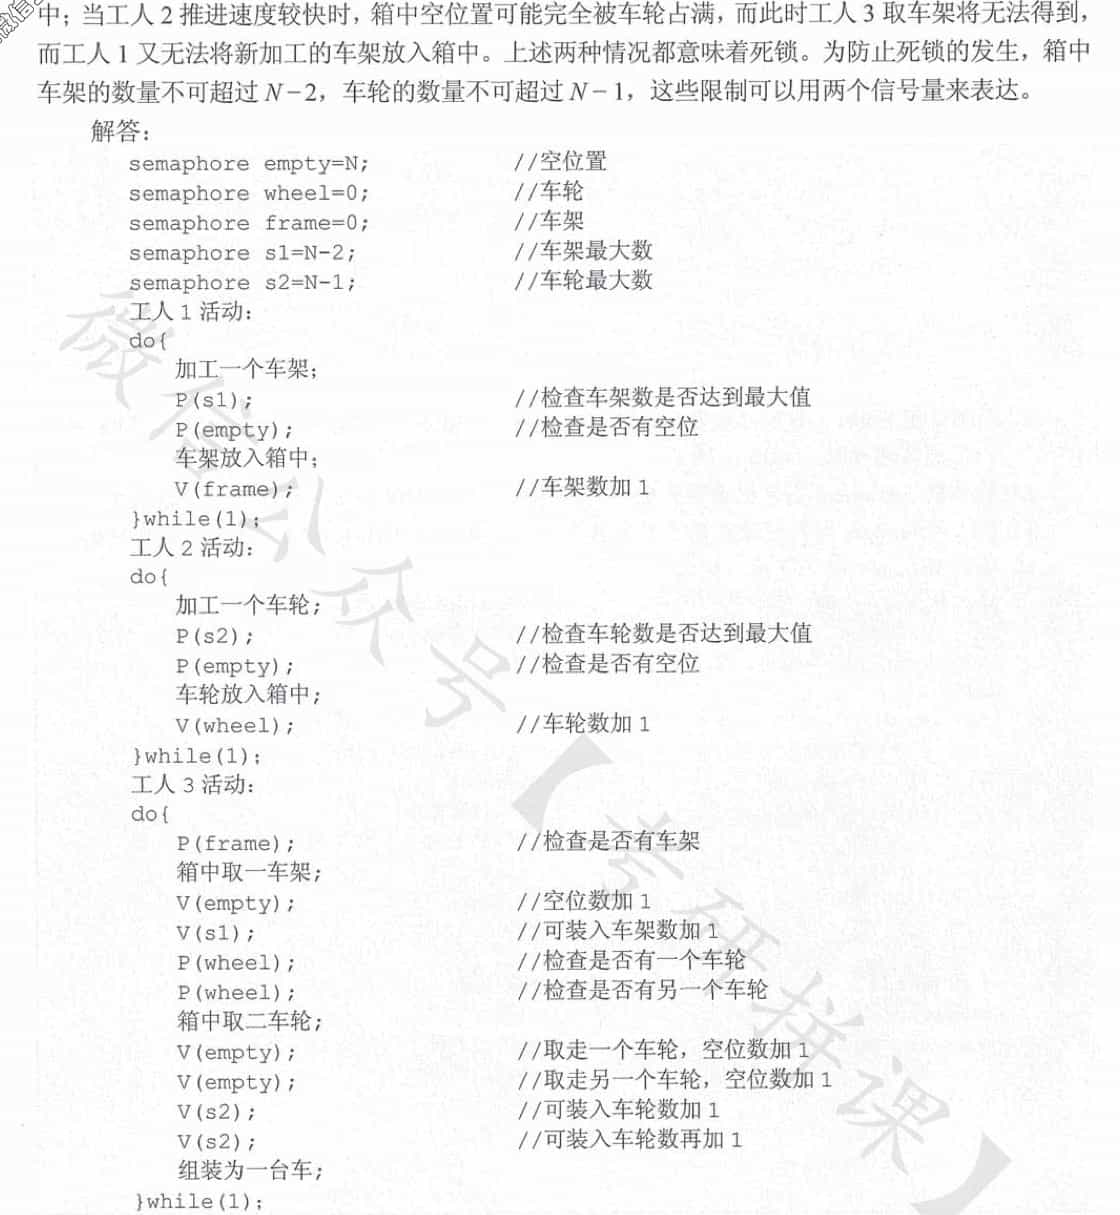 中；当工人 2 推进速度较快时，箱中空位置可能完全被车轮占满，而此时工人 3 取车架将无法得到，
而工人 1 又无法将新加工的车架放入箱中。上述两种情况都意味着死锁。为防止死锁的发生，箱中
车架的数量不可超过 N−2，车轮的数量不可超过 N−1，这些限制可以用两个信号量来表达。
解答：
semaphore empty=N; //空位置
semaphore wheel=0; //车轮
semaphore frame=0; //车架
semaphore s1=N-2; //车架最大数
semaphore s2=N-1; //车轮最大数
工人 1 活动：
do{
加工一个车架；
P(s1); //检查车架数是否达到最大值
P(empty); //检查是否有空位
车架放入箱中；
V(frame); //车架数加 1
}while(1);
工人 2 活动：
do{
加工一个车轮；
P(s2); //检查车轮数是否达到最大值
P(empty); //检查是否有空位
车轮放入箱中；
V(wheel); //车轮数加 1
}while(1);
工人 3 活动：
do{
P(frame); //检查是否有车架
箱中取一车架；
V(empty); //空位数加 1
V(s1); //可装入车架数加 1
P(wheel); //检查是否有一个车轮
P(wheel); //检查是否有另一个车轮
箱中取二车轮；
V(empty); //取走一个车轮，空位数加 1
V(empty); //取走另一个车轮，空位数加 1
V(s2); //可装入车轮数加 1
V(s2); //可装入车轮数再加 1
组装为一台车；
}while(1);
微信公众号【考研拼课】